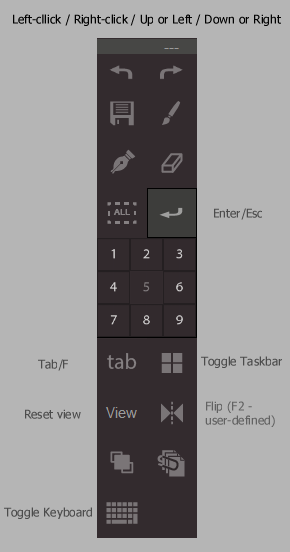 Left-cllick / Right-click / Up or Left / Down or Right
---
ALL
Enter/Esc
1 2 3
4 5 6
7 8 9
Tab/F
tab
Toggle Taskbar
Reset view
View
Flip (F2 -
user-defined)
Toggle Keyboard